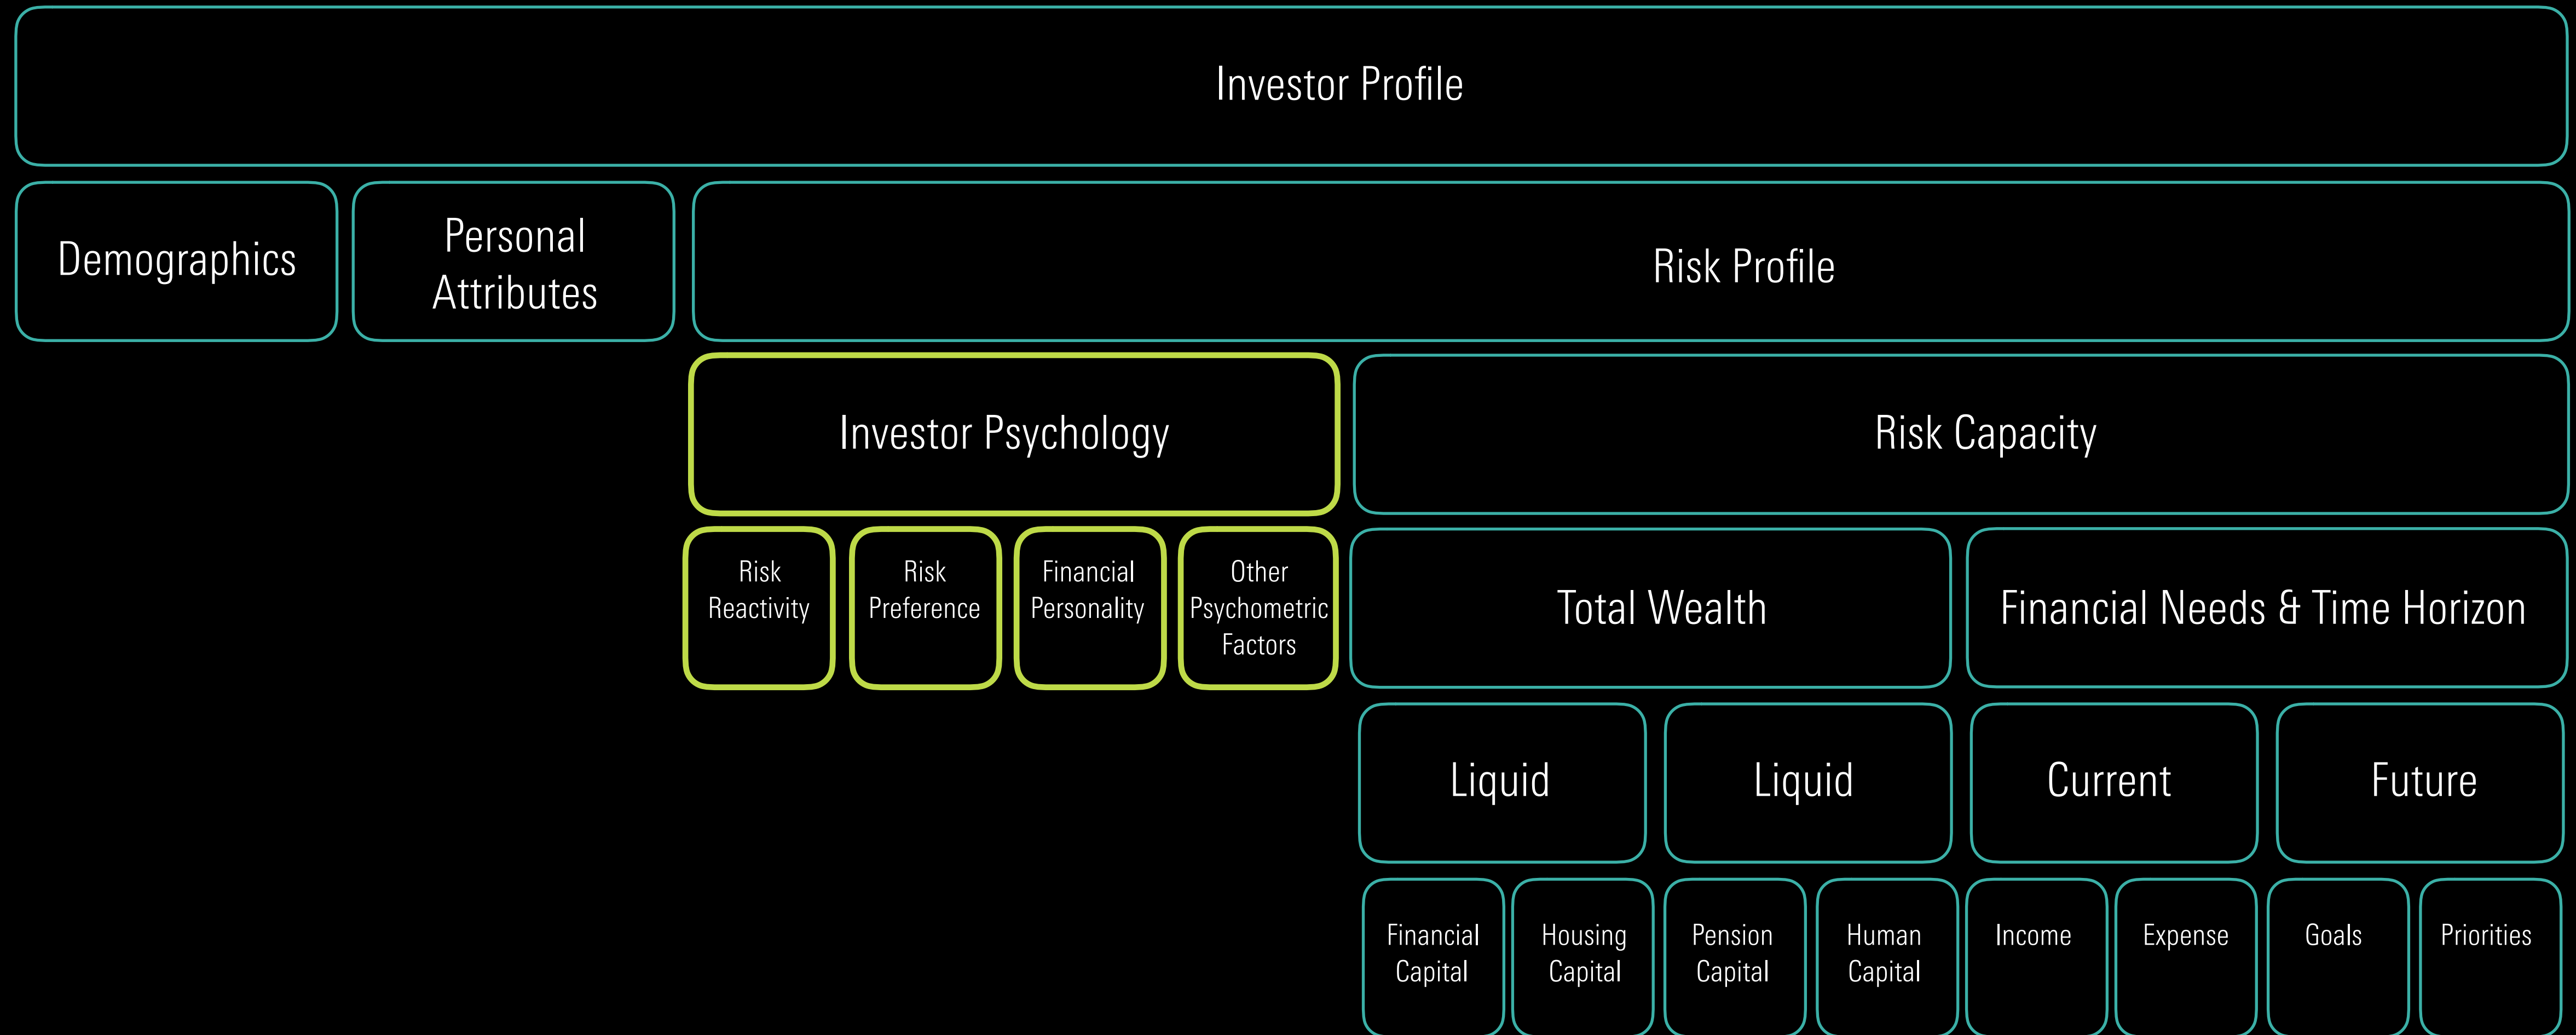 Investor Profile
Demographics
Personal
Attributes
Risk Profile
Investor Psychology
Risk Capacity
Risk
Reactivity
Risk
Preference
Financial
Personality
Other
Psychometric
Factors
Total Wealth
Financial Needs & Time Horizon
Liquid
Liquid
Current
Future
Financial
Capital
Housing
Capital
Pension
Capital
Human
Capital
Income
Expense
Goals
Priorities